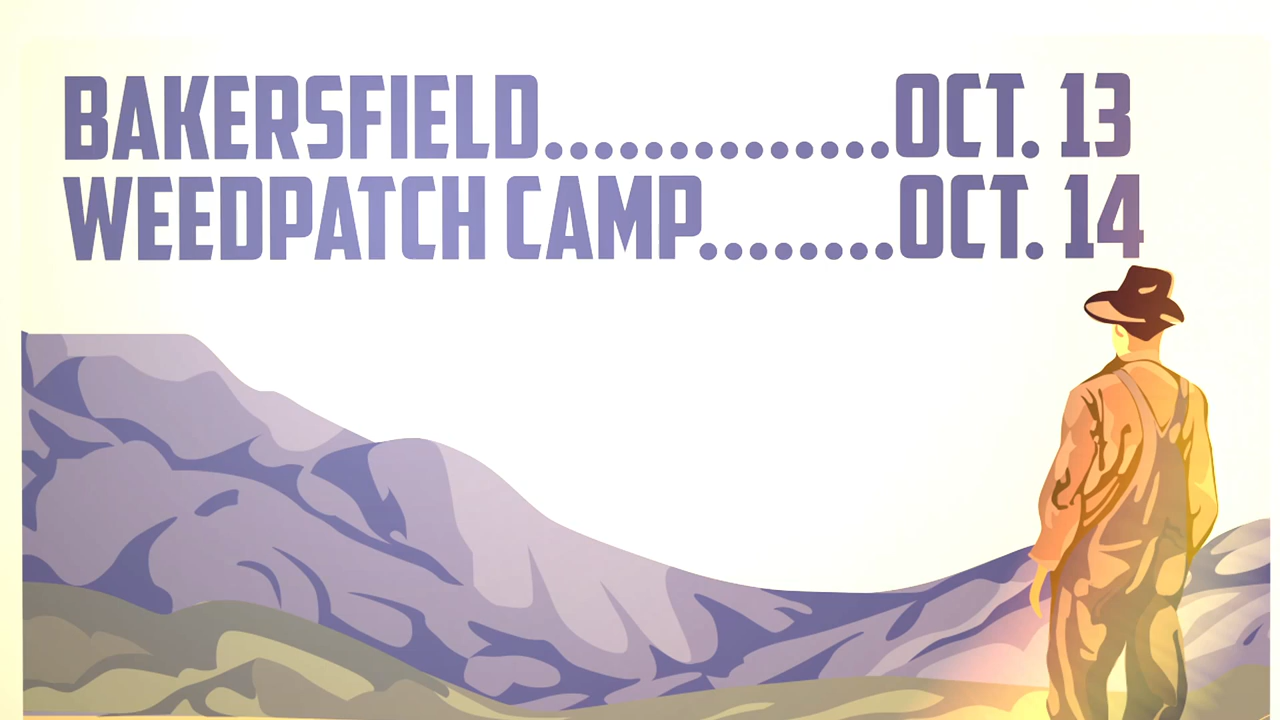 BAKERSFIELD..............OCT. 13
WEEDPATCH CAMP........OCT. 14